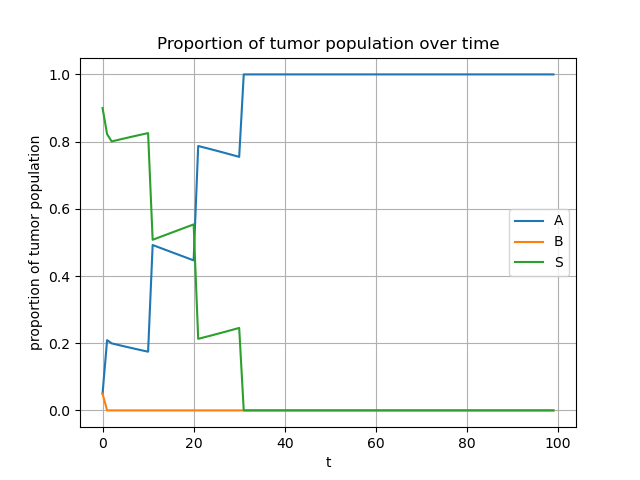 Proportion of tumor population over time
proportion of tumor population
1.0
0.8
0.6
0.4
0.2
0.0
A
B
S
0 20 40 60 80 100
t